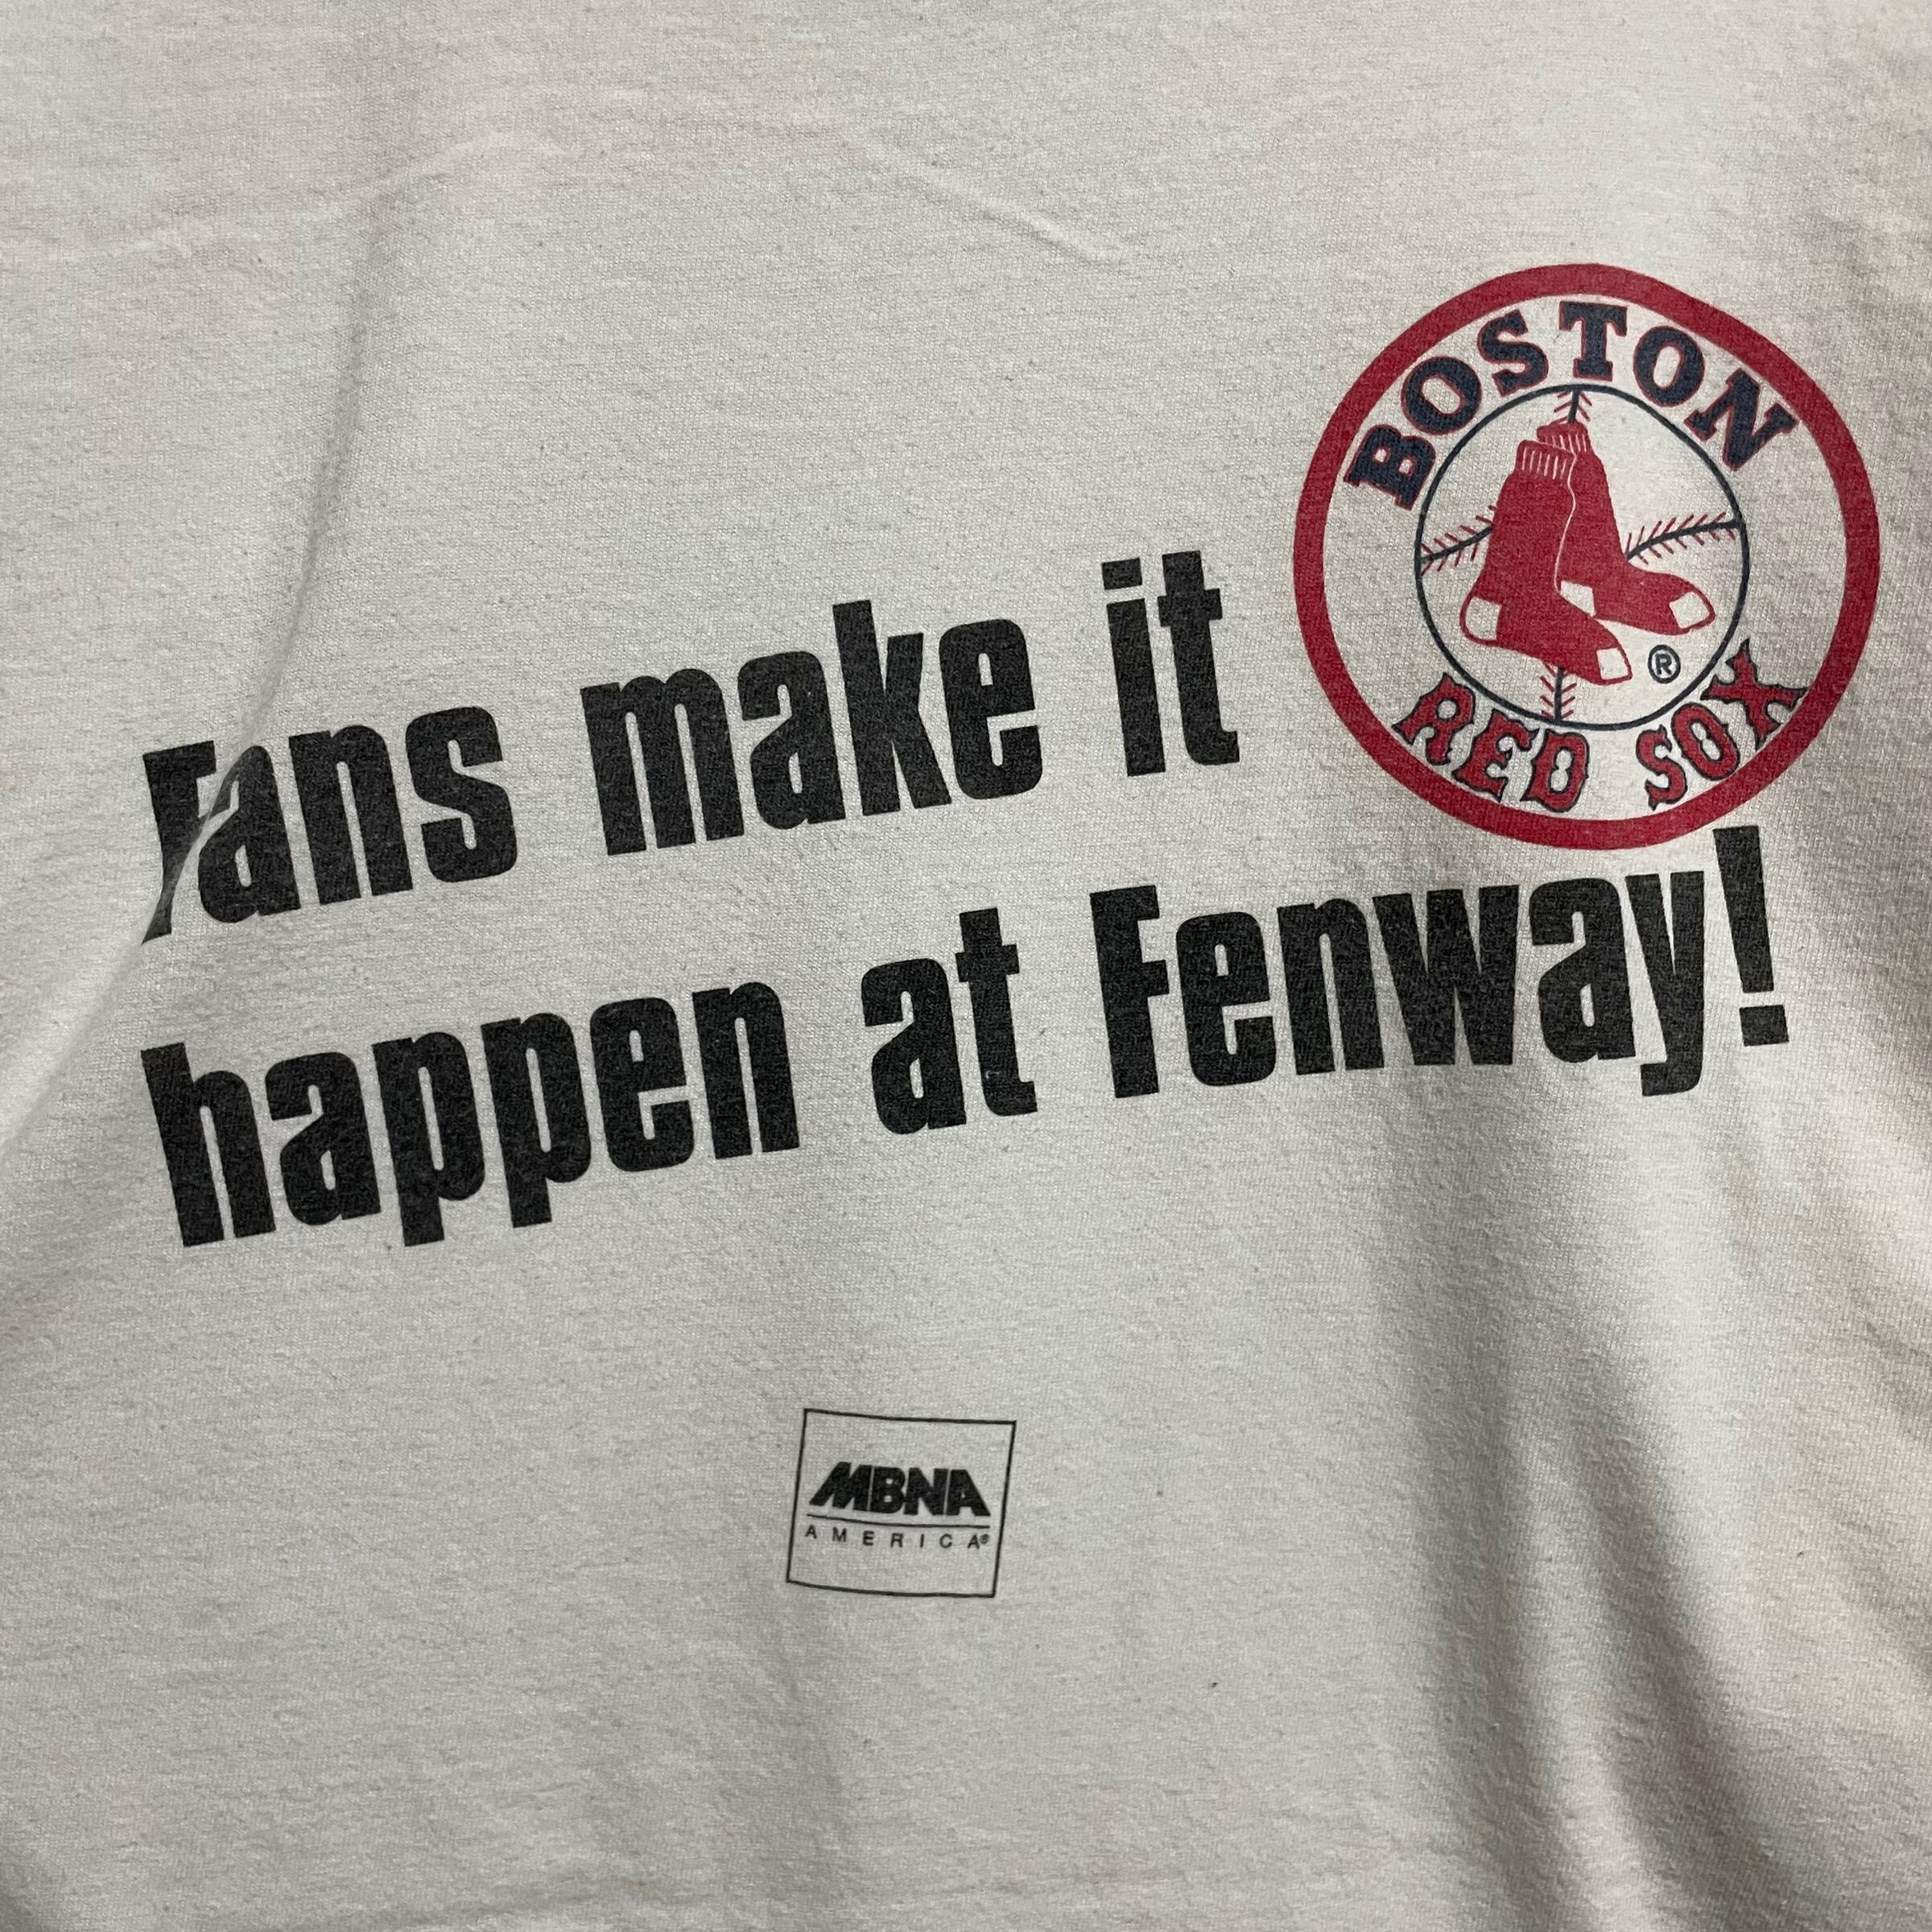 BOSTON
RED SOX
®
Fans make it
happen at Fenway!
MBNA
AMERICA®